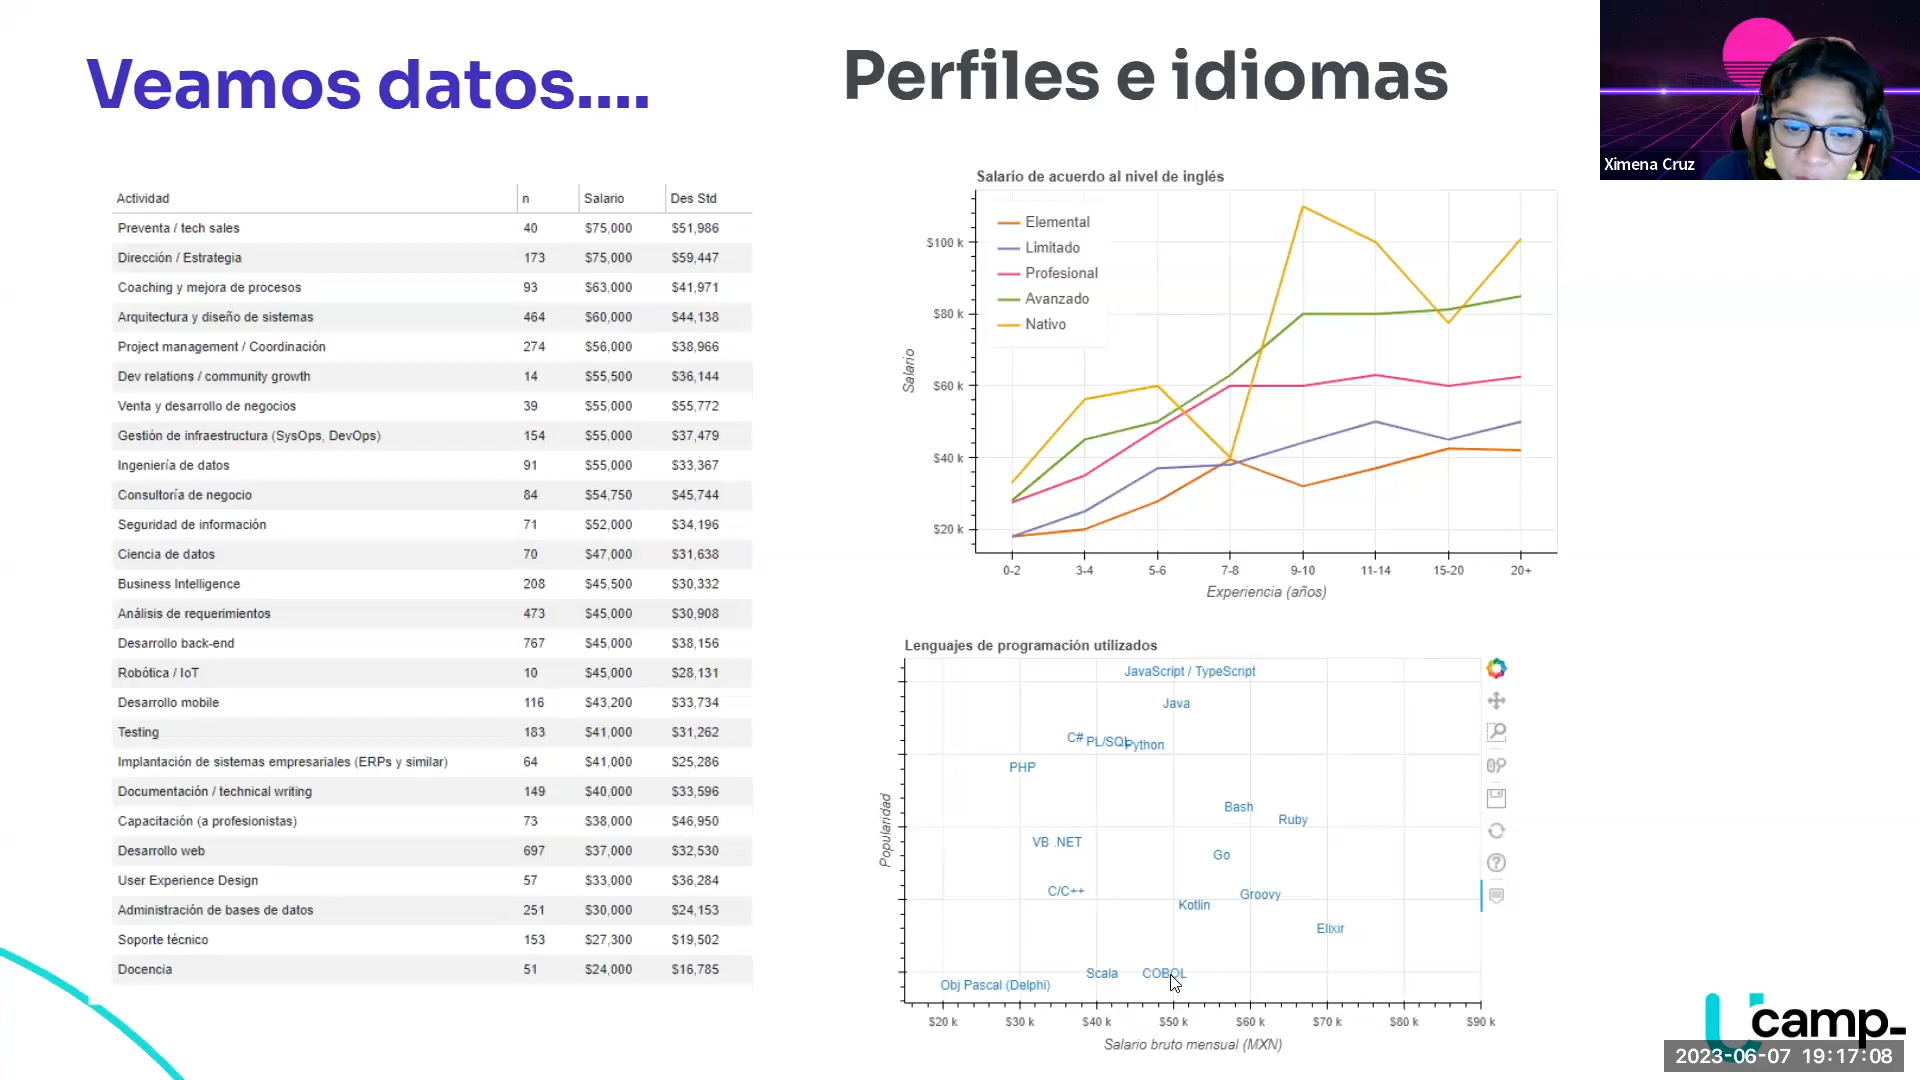 Veamos datos....
Perfiles e idiomas
Ximena Cruz
Actividad n Salario Des Std
Preventa / tech sales 40 $75,000 $51,986
Dirección / Estrategia 173 $75,000 $59,447
Coaching y mejora de procesos 93 $63,000 $41,971
Arquitectura y diseño de sistemas 464 $60,000 $44,138
Project management / Coordinación 274 $56,000 $38,966
Dev relations / community growth 14 $55,500 $36,144
Venta y desarrollo de negocios 39 $55,000 $55,772
Gestión de infraestructura (SysOps, DevOps) 154 $55,000 $37,479
Ingeniería de datos 91 $55,000 $33,367
Consultoría de negocio 84 $54,750 $45,744
Seguridad de información 71 $52,000 $34,196
Ciencia de datos 70 $47,000 $31,638
Business Intelligence 208 $45,500 $30,332
Análisis de requerimientos 473 $45,000 $30,908
Desarrollo back-end 767 $45,000 $38,156
Robótica / IoT 10 $45,000 $28,131
Desarrollo mobile 116 $43,200 $33,734
Testing 183 $41,000 $31,262
Implantación de sistemas empresariales (ERPs y similar) 64 $41,000 $25,286
Documentación / technical writing 149 $40,000 $33,596
Capacitación (a profesionistas) 73 $38,000 $46,950
Desarrollo web 697 $37,000 $32,530
User Experience Design 57 $33,000 $36,284
Administración de bases de datos 251 $30,000 $24,153
Soporte técnico 153 $27,300 $19,502
Docencia 51 $24,000 $16,785
Salario de acuerdo al nivel de inglés
Elemental
Limitado
Profesional
Avanzado
Nativo
Salario
$100 k
$80 k
$60 k
$40 k
$20 k
0-2 3-4 5-6 7-8 9-10 11-14 15-20 20+
Experiencia (años)
Lenguajes de programación utilizados
JavaScript / TypeScript
Java
C# PL/SQL Python
PHP
Bash
Ruby
VB .NET
Go
C/C++
Groovy
Kotlin
Elixir
Scala COBOL
Obj Pascal (Delphi)
Popularidad
$20 k $30 k $40 k $50 k $60 k $70 k $80 k $90 k
Salario bruto mensual (MXN)
Ucamp
2023-06-07 19:17:08